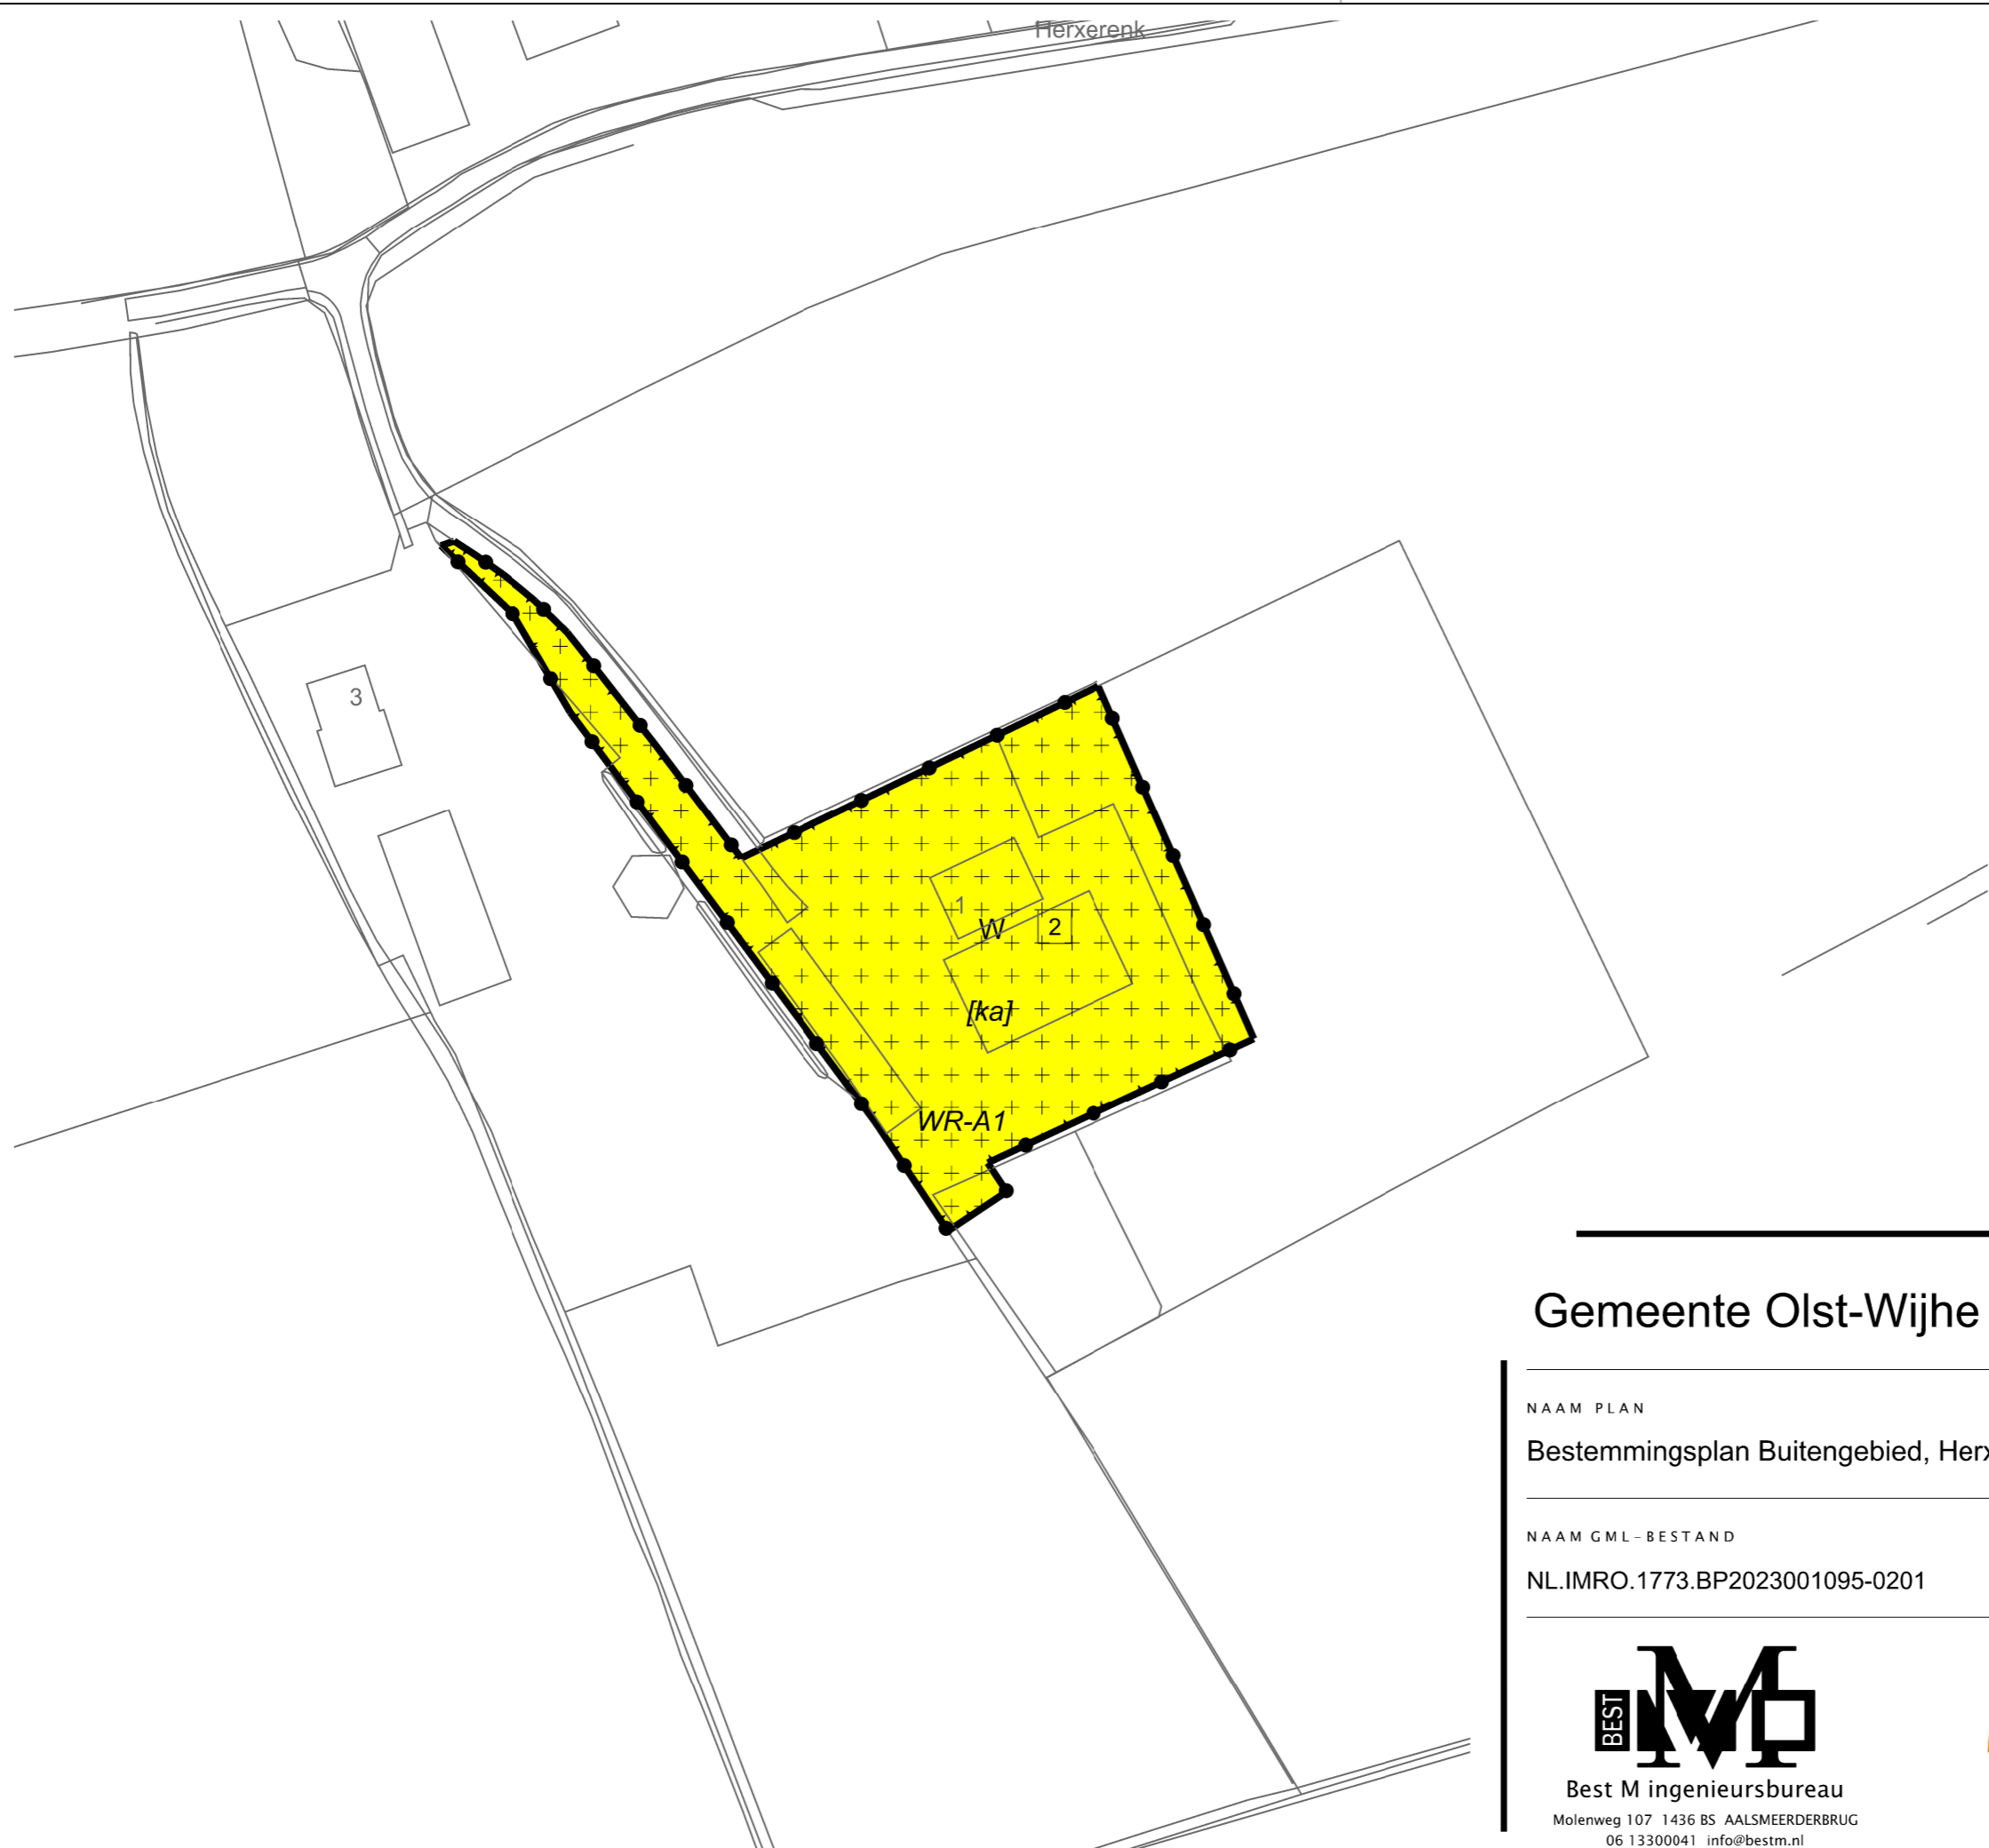 Herxerenk
3
1
W
2
[ka]
WR-A1
Gemeente Olst-Wijhe
NAAM PLAN
Bestemmingsplan Buitengebied,
NAAM GML-BESTAND
NL.IMRO.1773.BP2023001095-0201
BEST
Best M ingenieursbureau
Molenweg 107 1436 BS AALSMEERDERBRUG
06 13300041 info@bestm.nl